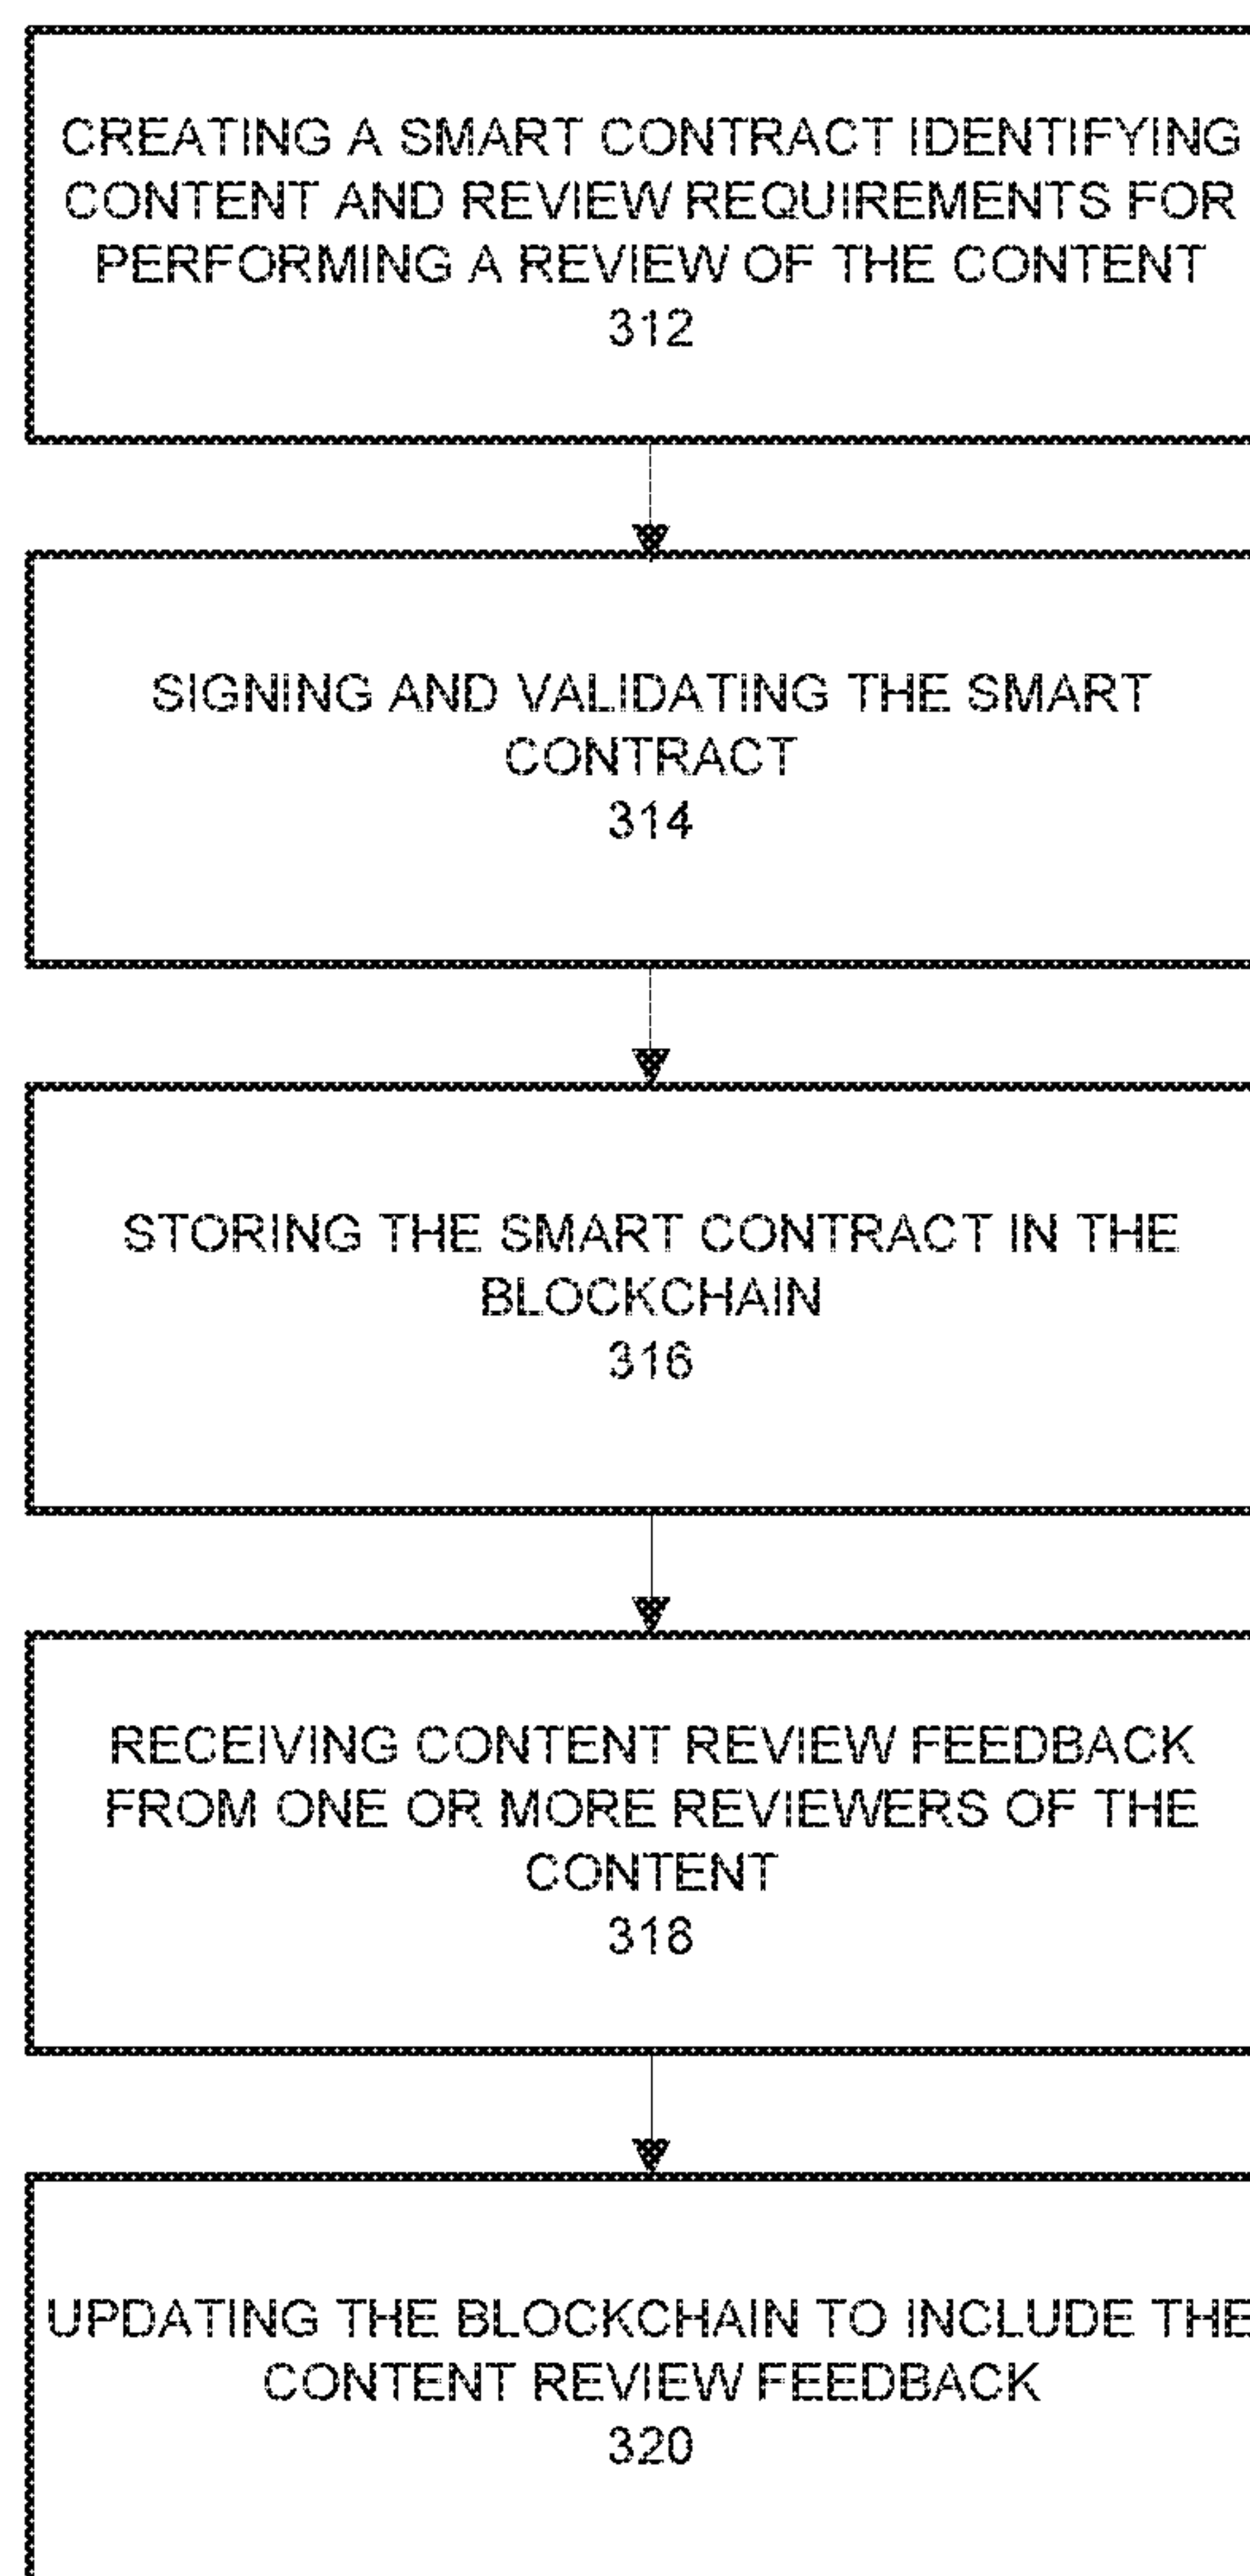 CREATING A SMART CONTRACT IDENTIFYING
CONTENT AND REVIEW REQUIREMENTS FOR
PERFORMING A REVIEW OF THE CONTENT
312
SIGNING AND VALIDATING THE SMART
CONTRACT
314
STORING THE SMART CONTRACT IN THE
BLOCKCHAIN
316
RECEIVING CONTENT REVIEW FEEDBACK
FROM ONE OR MORE REVIEWERS OF THE
CONTENT
318
UPDATING THE BLOCKCHAIN TO INCLUDE THE
CONTENT REVIEW FEEDBACK
320